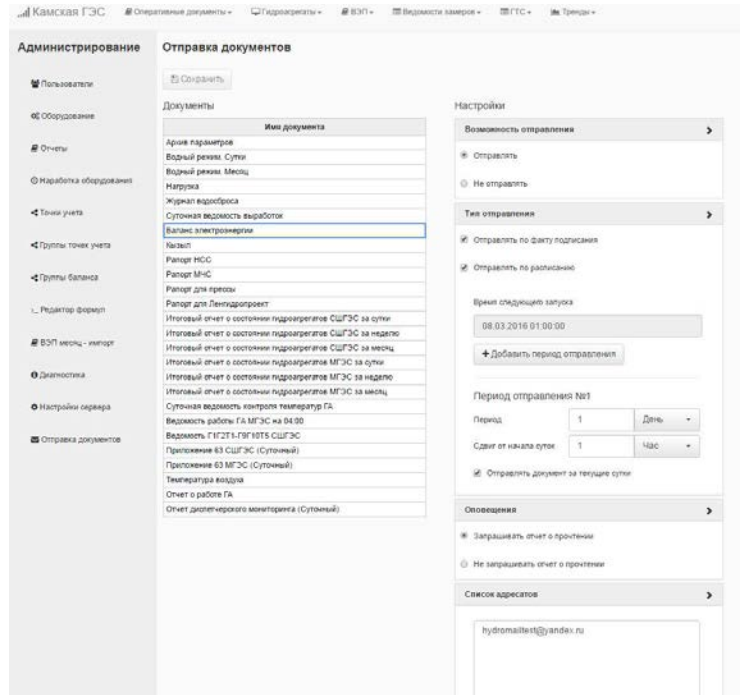 Камская ГЭС
Оперативные документы
Гидроагрегаты
ВЭП
Ведомости замеров
ГТС
Тренды
Администрирование
Пользователи
Оборудование
Отчеты
Наработка оборудования
Точки учета
Группы точек учета
Группы баланса
Редактор формул
ВЭП месяц - импорт
Диагностика
Настройки сервера
Отправка документов
Отправка документов
Сохранить
Документы
Имя документа
Архив параметров
Водный режим. Сутки
Водный режим. Месяц
Нагрузка
Журнал водосброса
Суточная ведомость выработок
Баланс электроэнергии
Кызыл
Рапорт НСС
Рапорт МЧС
Рапорт для прессы
Рапорт для Ленгидропроект
Итоговый отчет о состоянии гидроагрегатов СШГЭС за сутки
Итоговый отчет о состоянии гидроагрегатов СШГЭС за неделю
Итоговый отчет о состоянии гидроагрегатов СШГЭС за месяц
Итоговый отчет о состоянии гидроагрегатов МГЭС за сутки
Итоговый отчет о состоянии гидроагрегатов МГЭС за неделю
Итоговый отчет о состоянии гидроагрегатов МГЭС за месяц
Суточная ведомость контроля температур ГА
Ведомость работы ГА МГЭС на 04:00
Ведомость Г1Г2Т1-Г9Г10Т5 СШГЭС
Приложение 63 СШГЭС (Суточный)
Приложение 63 МГЭС (Суточный)
Температура воздуха
Отчет о работе ГА
Отчет диспетчерского мониторинга (Суточный)
Настройки
Возможность отправления
Отправлять
Не отправлять
Тип отправления
Отправлять по факту подписания
Отправлять по расписанию
Время следующего запуска
08.03.2016 01:00:00
+ Добавить период отправления
Период отправления №1
Период 1 День
Сдвиг от начала суток 1 Час
Отправлять документ за текущие сутки
Оповещения
Запрашивать отчет о прочтении
Не запрашивать отчет о прочтении
Список адресатов
hydromailtest@yandex.ru